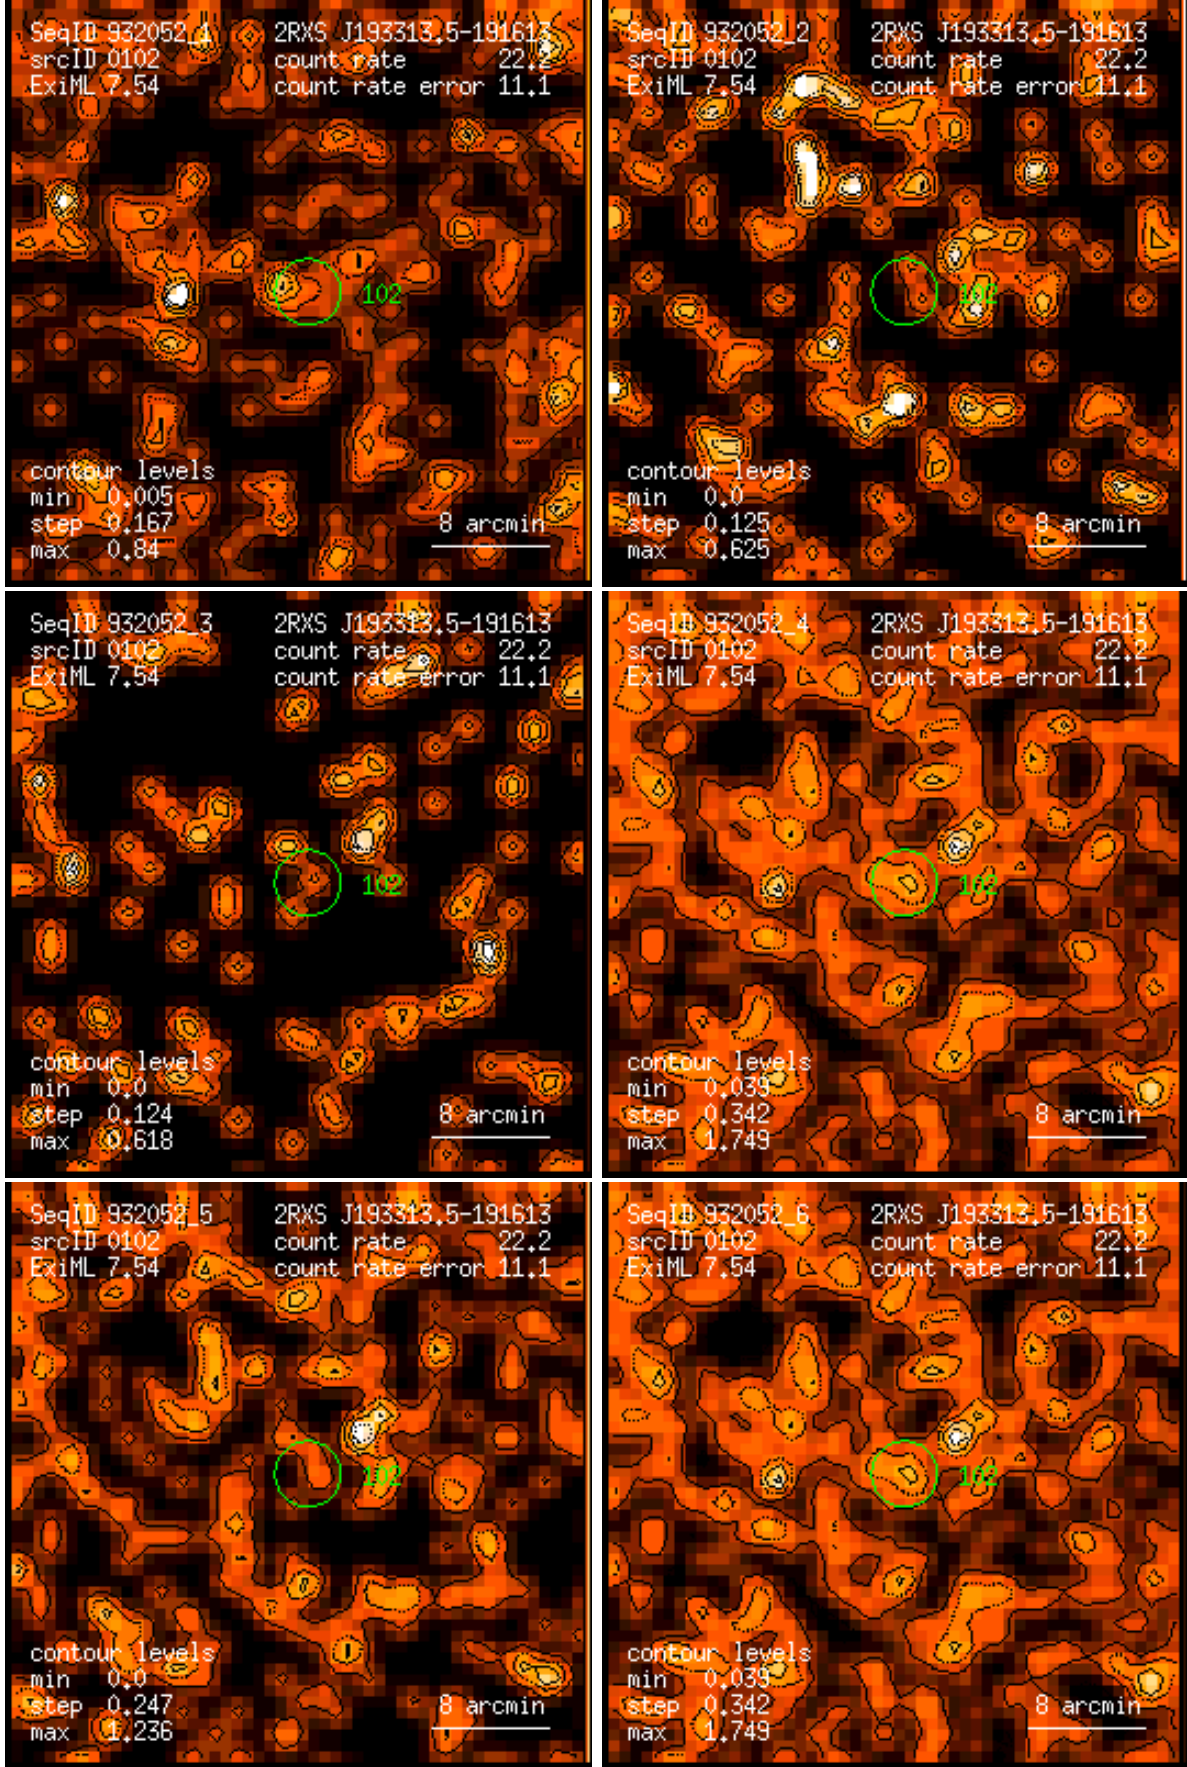 SeqID 932052_1 2RXS J193313.5-191613
srcID 0102 count rate 22.2
ExiML 7.54 count rate error 11.1
102
contour levels
min 0.005
step 0.167 8 arcmin
max 0.84
SeqID 932052_2 2RXS J193313.5-191613
srcID 0102 count rate 22.2
ExiML 7.54 count rate error 11.1
102
contour levels
min 0.0
step 0.125 8 arcmin
max 0.625
SeqID 932052_3 2RXS J193313.5-191613
srcID 0102 count rate 22.2
ExiML 7.54 count rate error 11.1
102
contour levels
min 0.0
step 0.124 8 arcmin
max 0.618
SeqID 932052_4 2RXS J193313.5-191613
srcID 0102 count rate 22.2
ExiML 7.54 count rate error 11.1
102
contour levels
min 0.039
step 0.342 8 arcmin
max 1.749
SeqID 932052_5 2RXS J193313.5-191613
srcID 0102 count rate 22.2
ExiML 7.54 count rate error 11.1
102
contour levels
min 0.0
step 0.247 8 arcmin
max 1.236
SeqID 932052_6 2RXS J193313.5-191613
srcID 0102 count rate 22.2
ExiML 7.54 count rate error 11.1
102
contour levels
min 0.039
step 0.342 8 arcmin
max 1.749